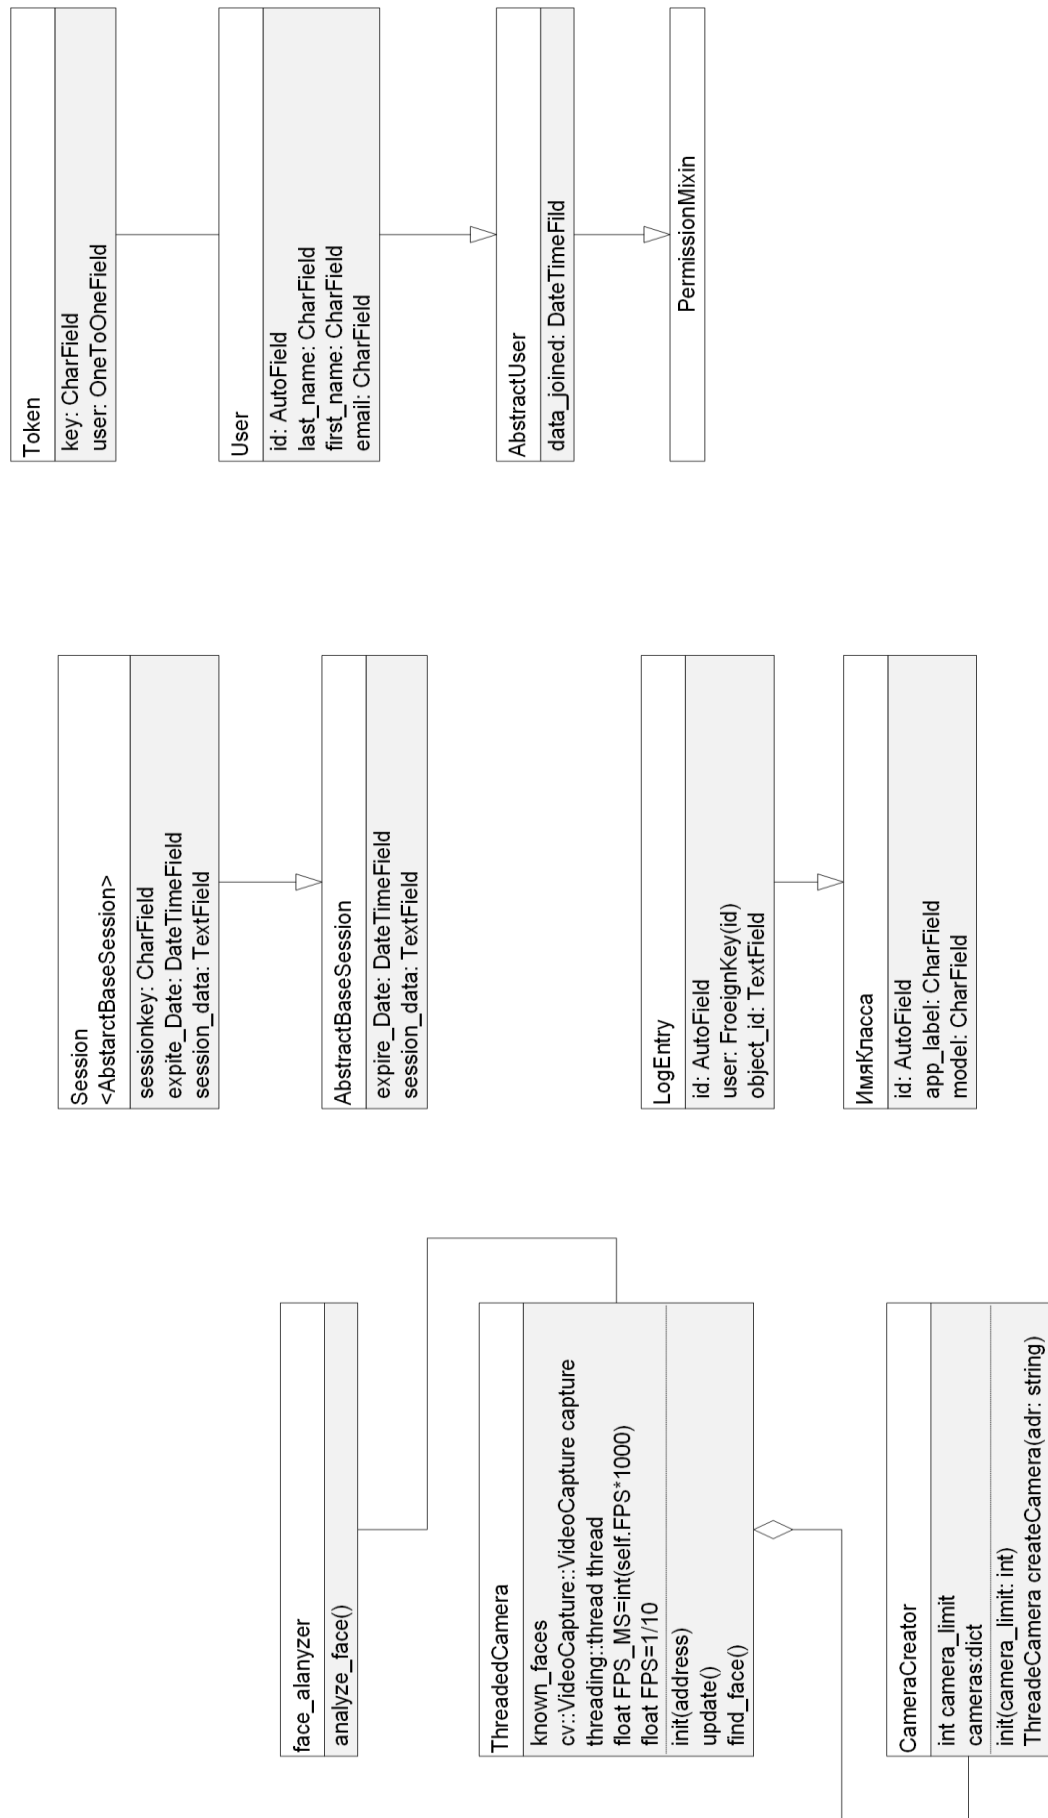 face_alanyzer
analyze_face()
ThreadedCamera
known_faces
cv::VideoCapture::VideoCapture capture
threading::thread thread
float FPS_MS=int(self.FPS*1000)
float FPS=1/10
init(address)
update()
find_face()
CameraCreator
int camera_limit
cameras:dict
init(camera_limit: int)
ThreadeCamera createCamera(adr: string)
Session
<AbstarctBaseSession>
sessionkey: CharField
expite_Date: DateTimeField
session_data: TextField
AbstractBaseSession
expire_Date: DateTimeField
session_data: TextField
LogEntry
id: AutoField
user: FroeignKey(id)
object_id: TextField
ИмяКласса
id: AutoField
app_label: CharField
model: CharField
Token
key: CharField
user: OneToOneField
User
id: AutoField
last_name: CharField
first_name: CharField
email: CharField
AbstractUser
data_joined: DateTimeFild
PermissionMixin